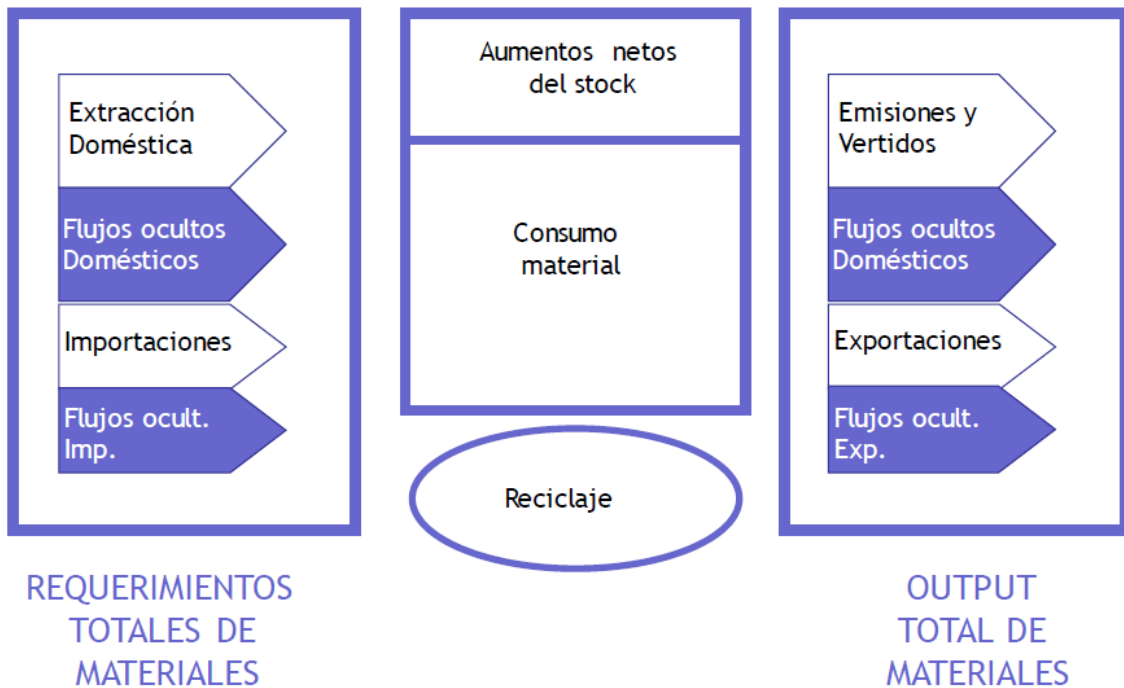 Extracción
Doméstica
Flujos ocultos
Domésticos
Importaciones
Flujos ocult.
Imp.
REQUERIMIENTOS
TOTALES DE
MATERIALES
Aumentos netos
del stock
Consumo
material
Reciclaje
Emisiones y
Vertidos
Flujos ocultos
Domésticos
Exportaciones
Flujos ocult.
Exp.
OUTPUT
TOTAL DE
MATERIALES